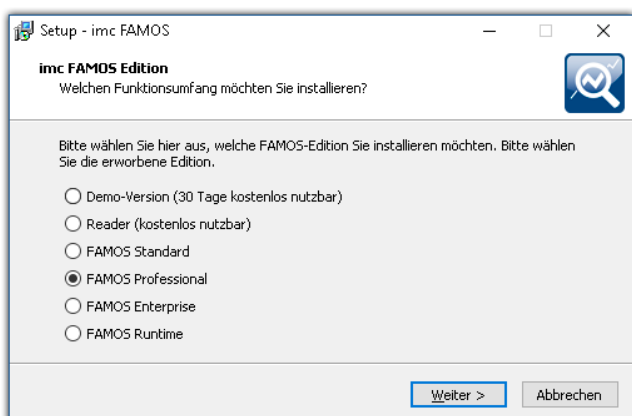 Setup - imc FAMOS
imc FAMOS Edition
Welchen Funktionsumfang möchten Sie installieren?
Bitte wählen Sie hier aus, welche FAMOS-Edition Sie installieren möchten. Bitte wählen
Sie die erworbene Edition.
Demo-Version (30 Tage kostenlos nutzbar)
Reader (kostenlos nutzbar)
FAMOS Standard
FAMOS Professional
FAMOS Enterprise
FAMOS Runtime
Weiter > Abbrechen